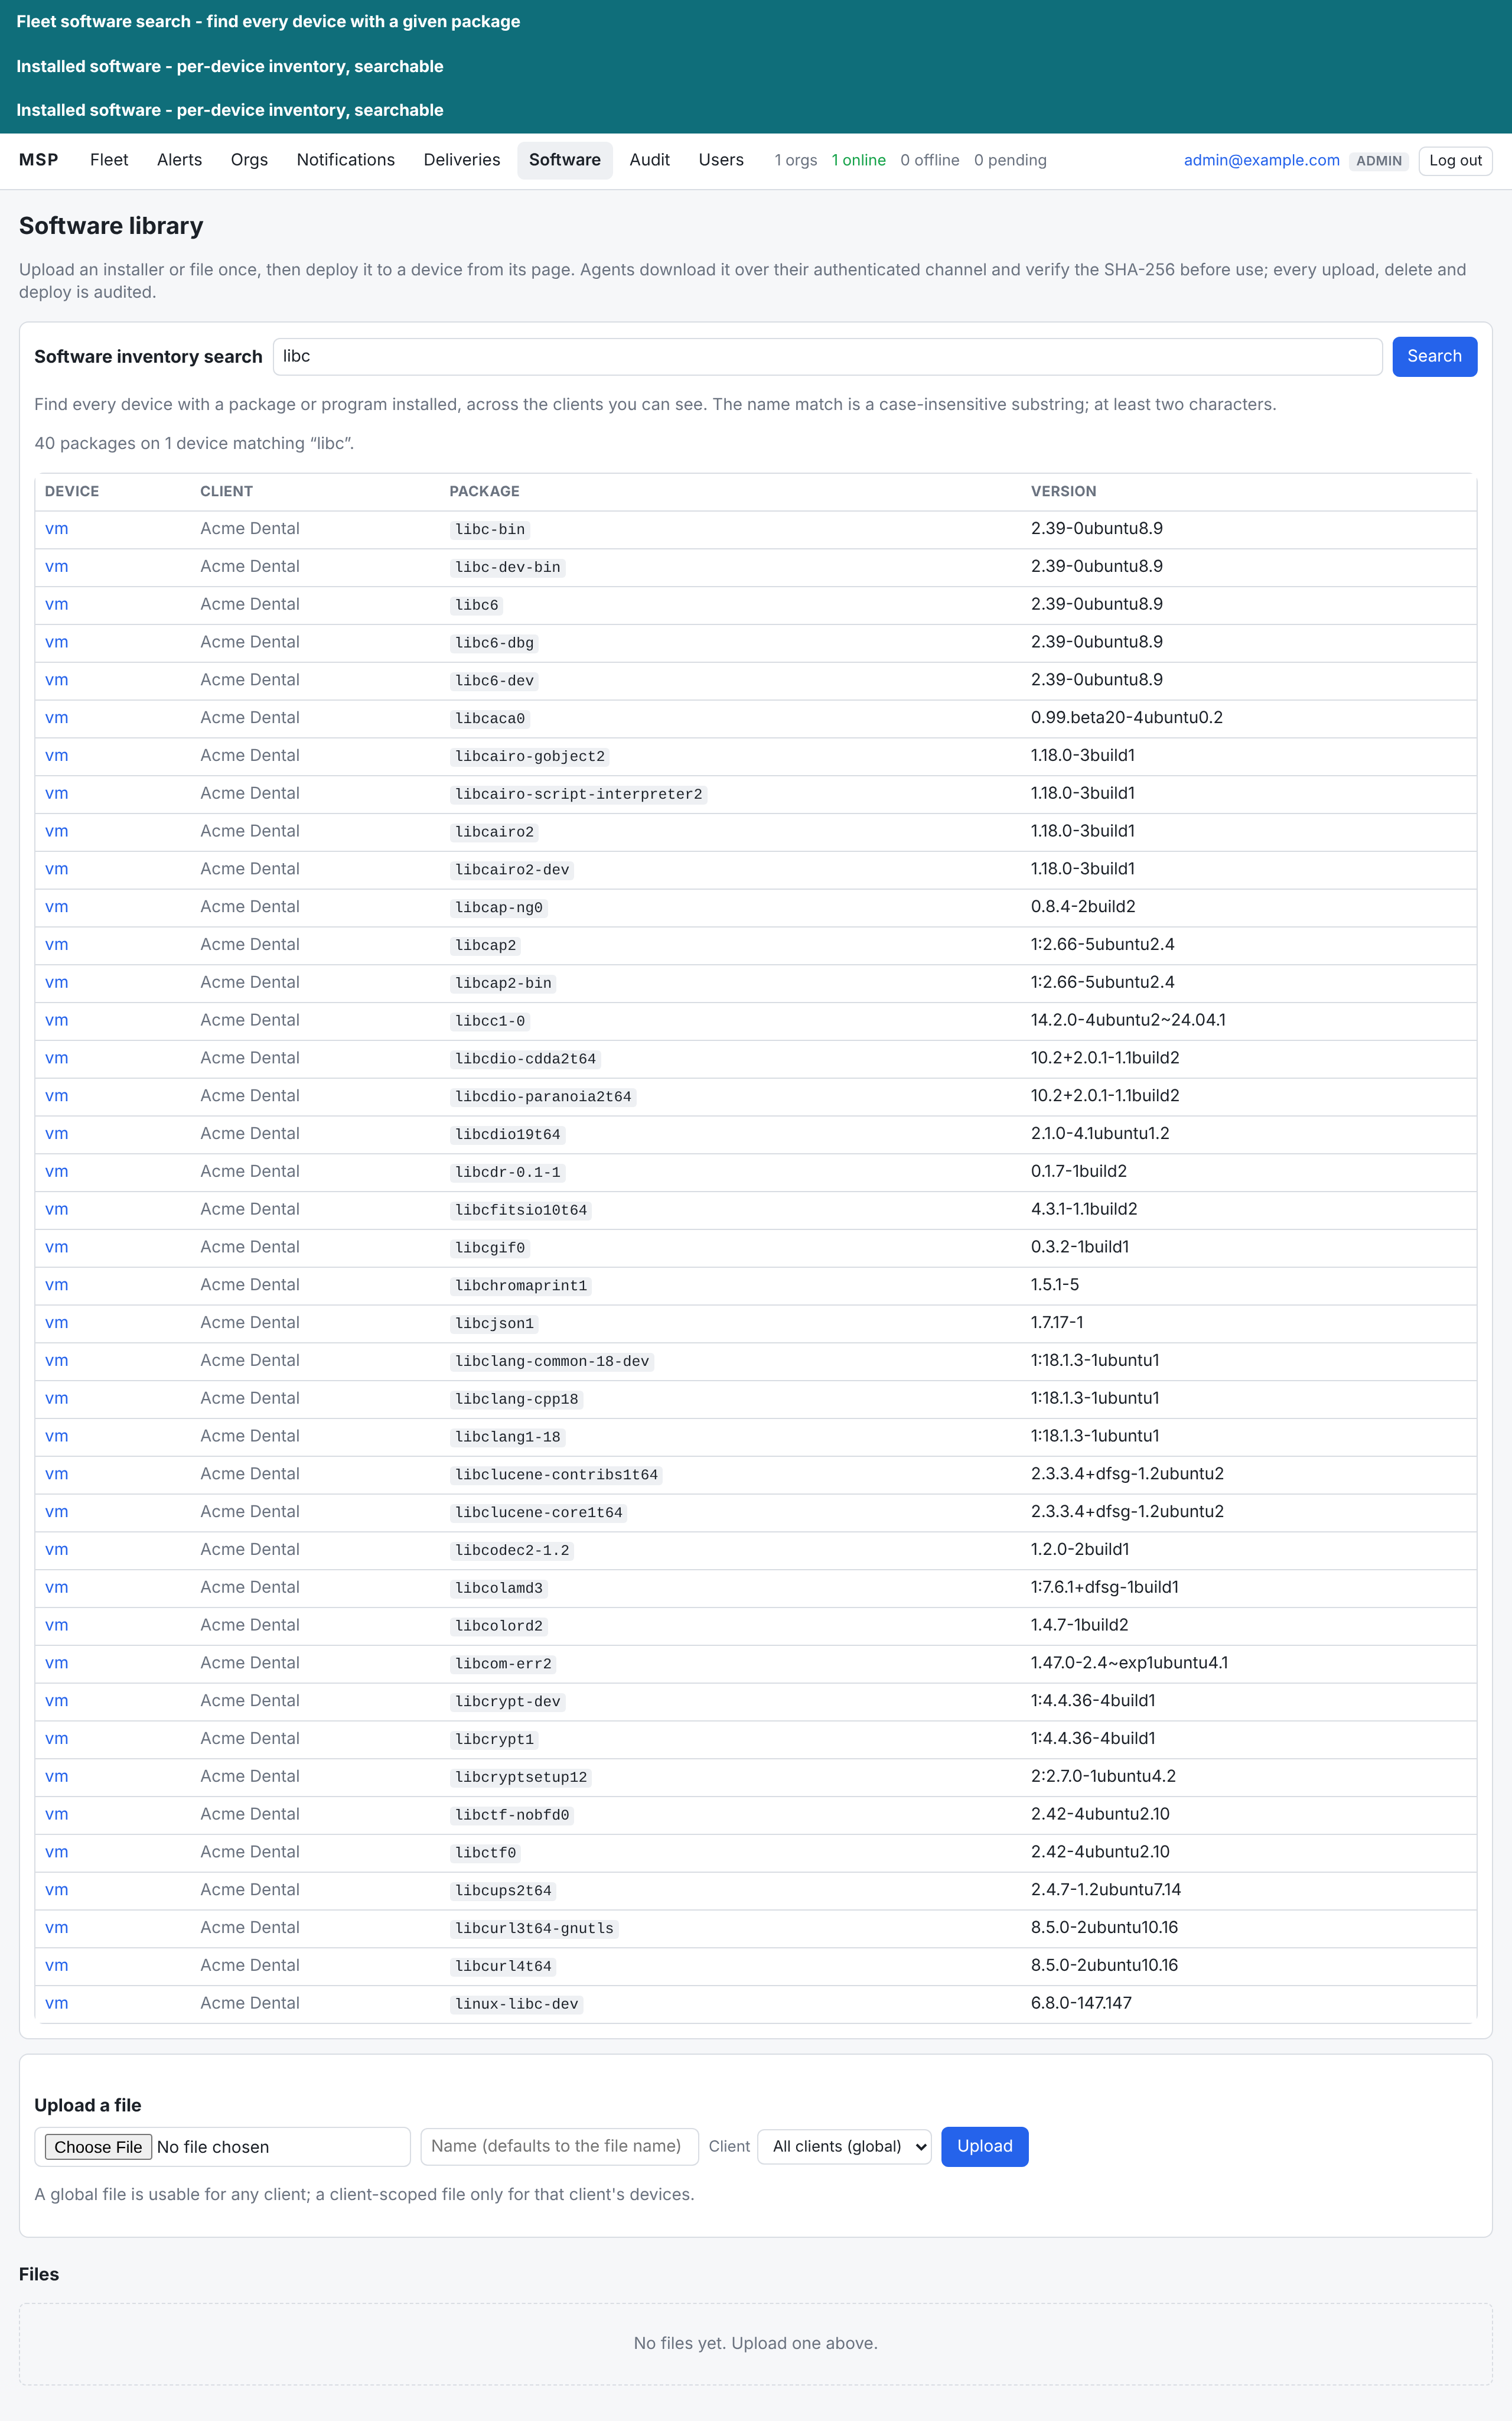 Fleet software search - find every device with a given package
Installed software - per-device inventory, searchable
Installed software - per-device inventory, searchable
MSP Fleet Alerts Orgs Notifications Deliveries Software Audit Users 1 orgs 1 online 0 offline 0 pending admin@example.com ADMIN Log out
Software library
Upload an installer or file once, then deploy it to a device from its page. Agents download it over their authenticated channel and verify the SHA-256 before use; every upload, delete and
deploy is audited.
Software inventory search libc Search
Find every device with a package or program installed, across the clients you can see. The name match is a case-insensitive substring; at least two characters.
40 packages on 1 device matching “libc”.
DEVICE CLIENT PACKAGE VERSION
vm Acme Dental libc-bin 2.39-0ubuntu8.9
vm Acme Dental libc-dev-bin 2.39-0ubuntu8.9
vm Acme Dental libc6 2.39-0ubuntu8.9
vm Acme Dental libc6-dbg 2.39-0ubuntu8.9
vm Acme Dental libc6-dev 2.39-0ubuntu8.9
vm Acme Dental libcaca0 0.99.beta20-4ubuntu0.2
vm Acme Dental libcairo-gobject2 1.18.0-3build1
vm Acme Dental libcairo-script-interpreter2 1.18.0-3build1
vm Acme Dental libcairo2 1.18.0-3build1
vm Acme Dental libcairo2-dev 1.18.0-3build1
vm Acme Dental libcap-ng0 0.8.4-2build2
vm Acme Dental libcap2 1:2.66-5ubuntu2.4
vm Acme Dental libcap2-bin 1:2.66-5ubuntu2.4
vm Acme Dental libcc1-0 14.2.0-4ubuntu2~24.04.1
vm Acme Dental libcdio-cdda2t64 10.2+2.0.1-1.1build2
vm Acme Dental libcdio-paranoia2t64 10.2+2.0.1-1.1build2
vm Acme Dental libcdio19t64 2.1.0-4.1ubuntu1.2
vm Acme Dental libcdr-0.1-1 0.1.7-1build2
vm Acme Dental libcfitsio10t64 4.3.1-1.1build2
vm Acme Dental libcgif0 0.3.2-1build1
vm Acme Dental libchromaprint1 1.5.1-5
vm Acme Dental libcjson1 1.7.17-1
vm Acme Dental libclang-common-18-dev 1:18.1.3-1ubuntu1
vm Acme Dental libclang-cpp18 1:18.1.3-1ubuntu1
vm Acme Dental libclang1-18 1:18.1.3-1ubuntu1
vm Acme Dental libclucene-contribs1t64 2.3.3.4+dfsg-1.2ubuntu2
vm Acme Dental libclucene-core1t64 2.3.3.4+dfsg-1.2ubuntu2
vm Acme Dental libcodec2-1.2 1.2.0-2build1
vm Acme Dental libcolamd3 1:7.6.1+dfsg-1build1
vm Acme Dental libcolord2 1.4.7-1build2
vm Acme Dental libcom-err2 1.47.0-2.4~exp1ubuntu4.1
vm Acme Dental libcrypt-dev 1:4.4.36-4build1
vm Acme Dental libcrypt1 1:4.4.36-4build1
vm Acme Dental libcryptsetup12 2:2.7.0-1ubuntu4.2
vm Acme Dental libctf-nobfd0 2.42-4ubuntu2.10
vm Acme Dental libctf0 2.42-4ubuntu2.10
vm Acme Dental libcups2t64 2.4.7-1.2ubuntu7.14
vm Acme Dental libcurl3t64-gnutls 8.5.0-2ubuntu10.16
vm Acme Dental libcurl4t64 8.5.0-2ubuntu10.16
vm Acme Dental linux-libc-dev 6.8.0-147.147
Upload a file
Choose File No file chosen Name (defaults to the file name) Client All clients (global) Upload
A global file is usable for any client; a client-scoped file only for that client's devices.
Files
No files yet. Upload one above.